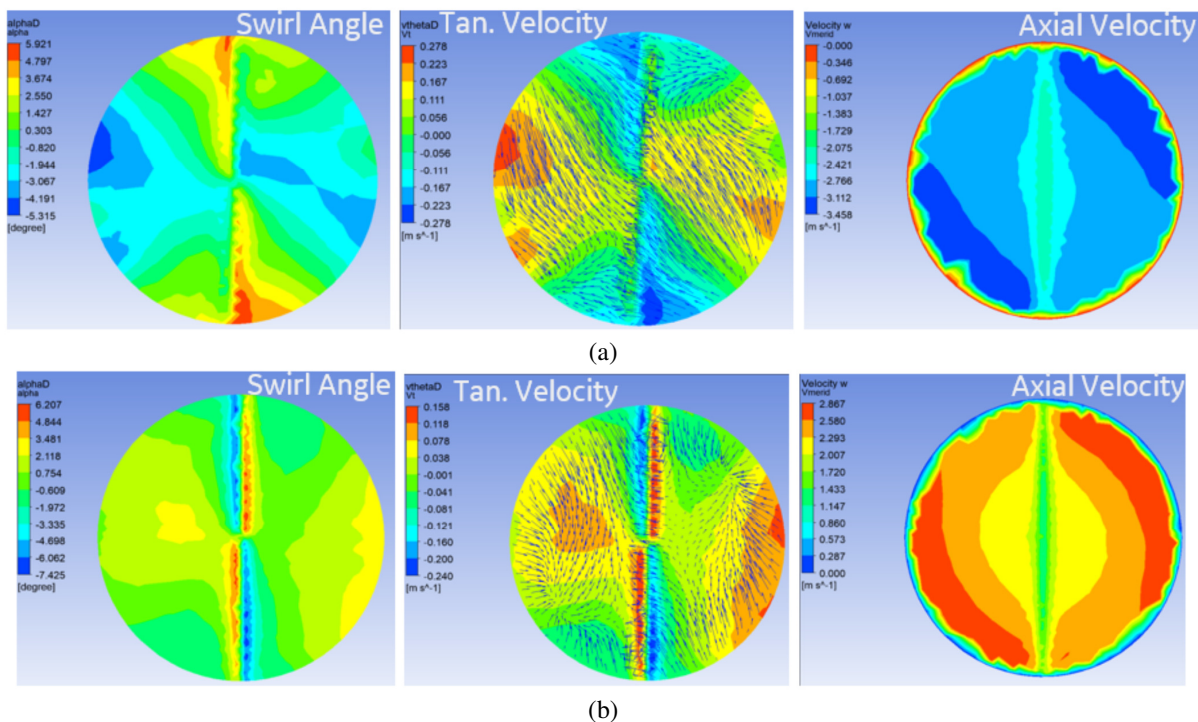 alphaD
alpha
Swirl Angle
5.921
4.797
3.674
2.550
1.427
0.303
-0.820
-1.944
-3.067
-4.191
-5.315
[degree]
vthetaD
Vt
Tan. Velocity
0.278
0.223
0.167
0.111
0.056
0.000
-0.056
-0.111
-0.167
-0.223
-0.278
[m s^-1]
Velocity w
Vmerid
Axial Velocity
-0.000
-0.346
-0.692
-1.037
-1.383
-1.729
-2.075
-2.421
-2.766
-3.112
-3.458
[m s^-1]
(a)
alphaD
alpha
Swirl Angle
6.207
4.844
3.481
2.118
0.754
-0.609
-1.972
-3.335
-4.698
-6.062
-7.425
[degree]
vthetaD
Vt
Tan. Velocity
0.158
0.118
0.078
0.038
-0.001
-0.041
-0.081
-0.121
-0.160
-0.200
-0.240
[m s^-1]
Velocity w
Vmerid
Axial Velocity
2.867
2.580
2.293
2.007
1.720
1.433
1.147
0.860
0.573
0.287
0.000
[m s^-1]
(b)